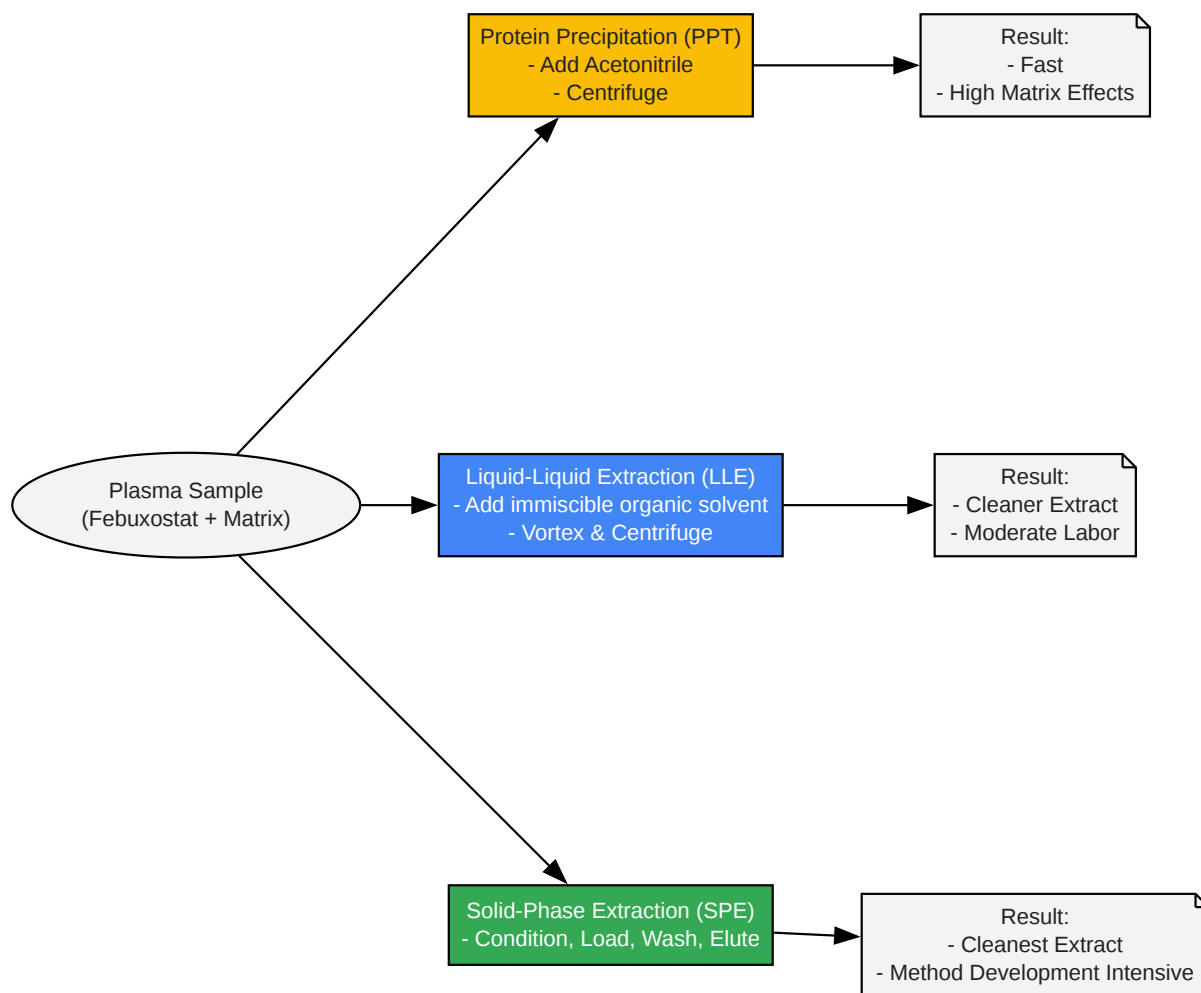 Protein Precipitation (PPT)
- Add Acetonitrile
- Centrifuge
Result:
- Fast
- High Matrix Effects
Plasma Sample
(Febuxostat + Matrix)
Liquid-Liquid Extraction (LLE)
- Add immiscible organic solvent
- Vortex & Centrifuge
Result:
- Cleaner Extract
- Moderate Labor
Solid-Phase Extraction (SPE)
- Condition, Load, Wash, Elute
Result:
- Cleanest Extract
- Method Development Intensive